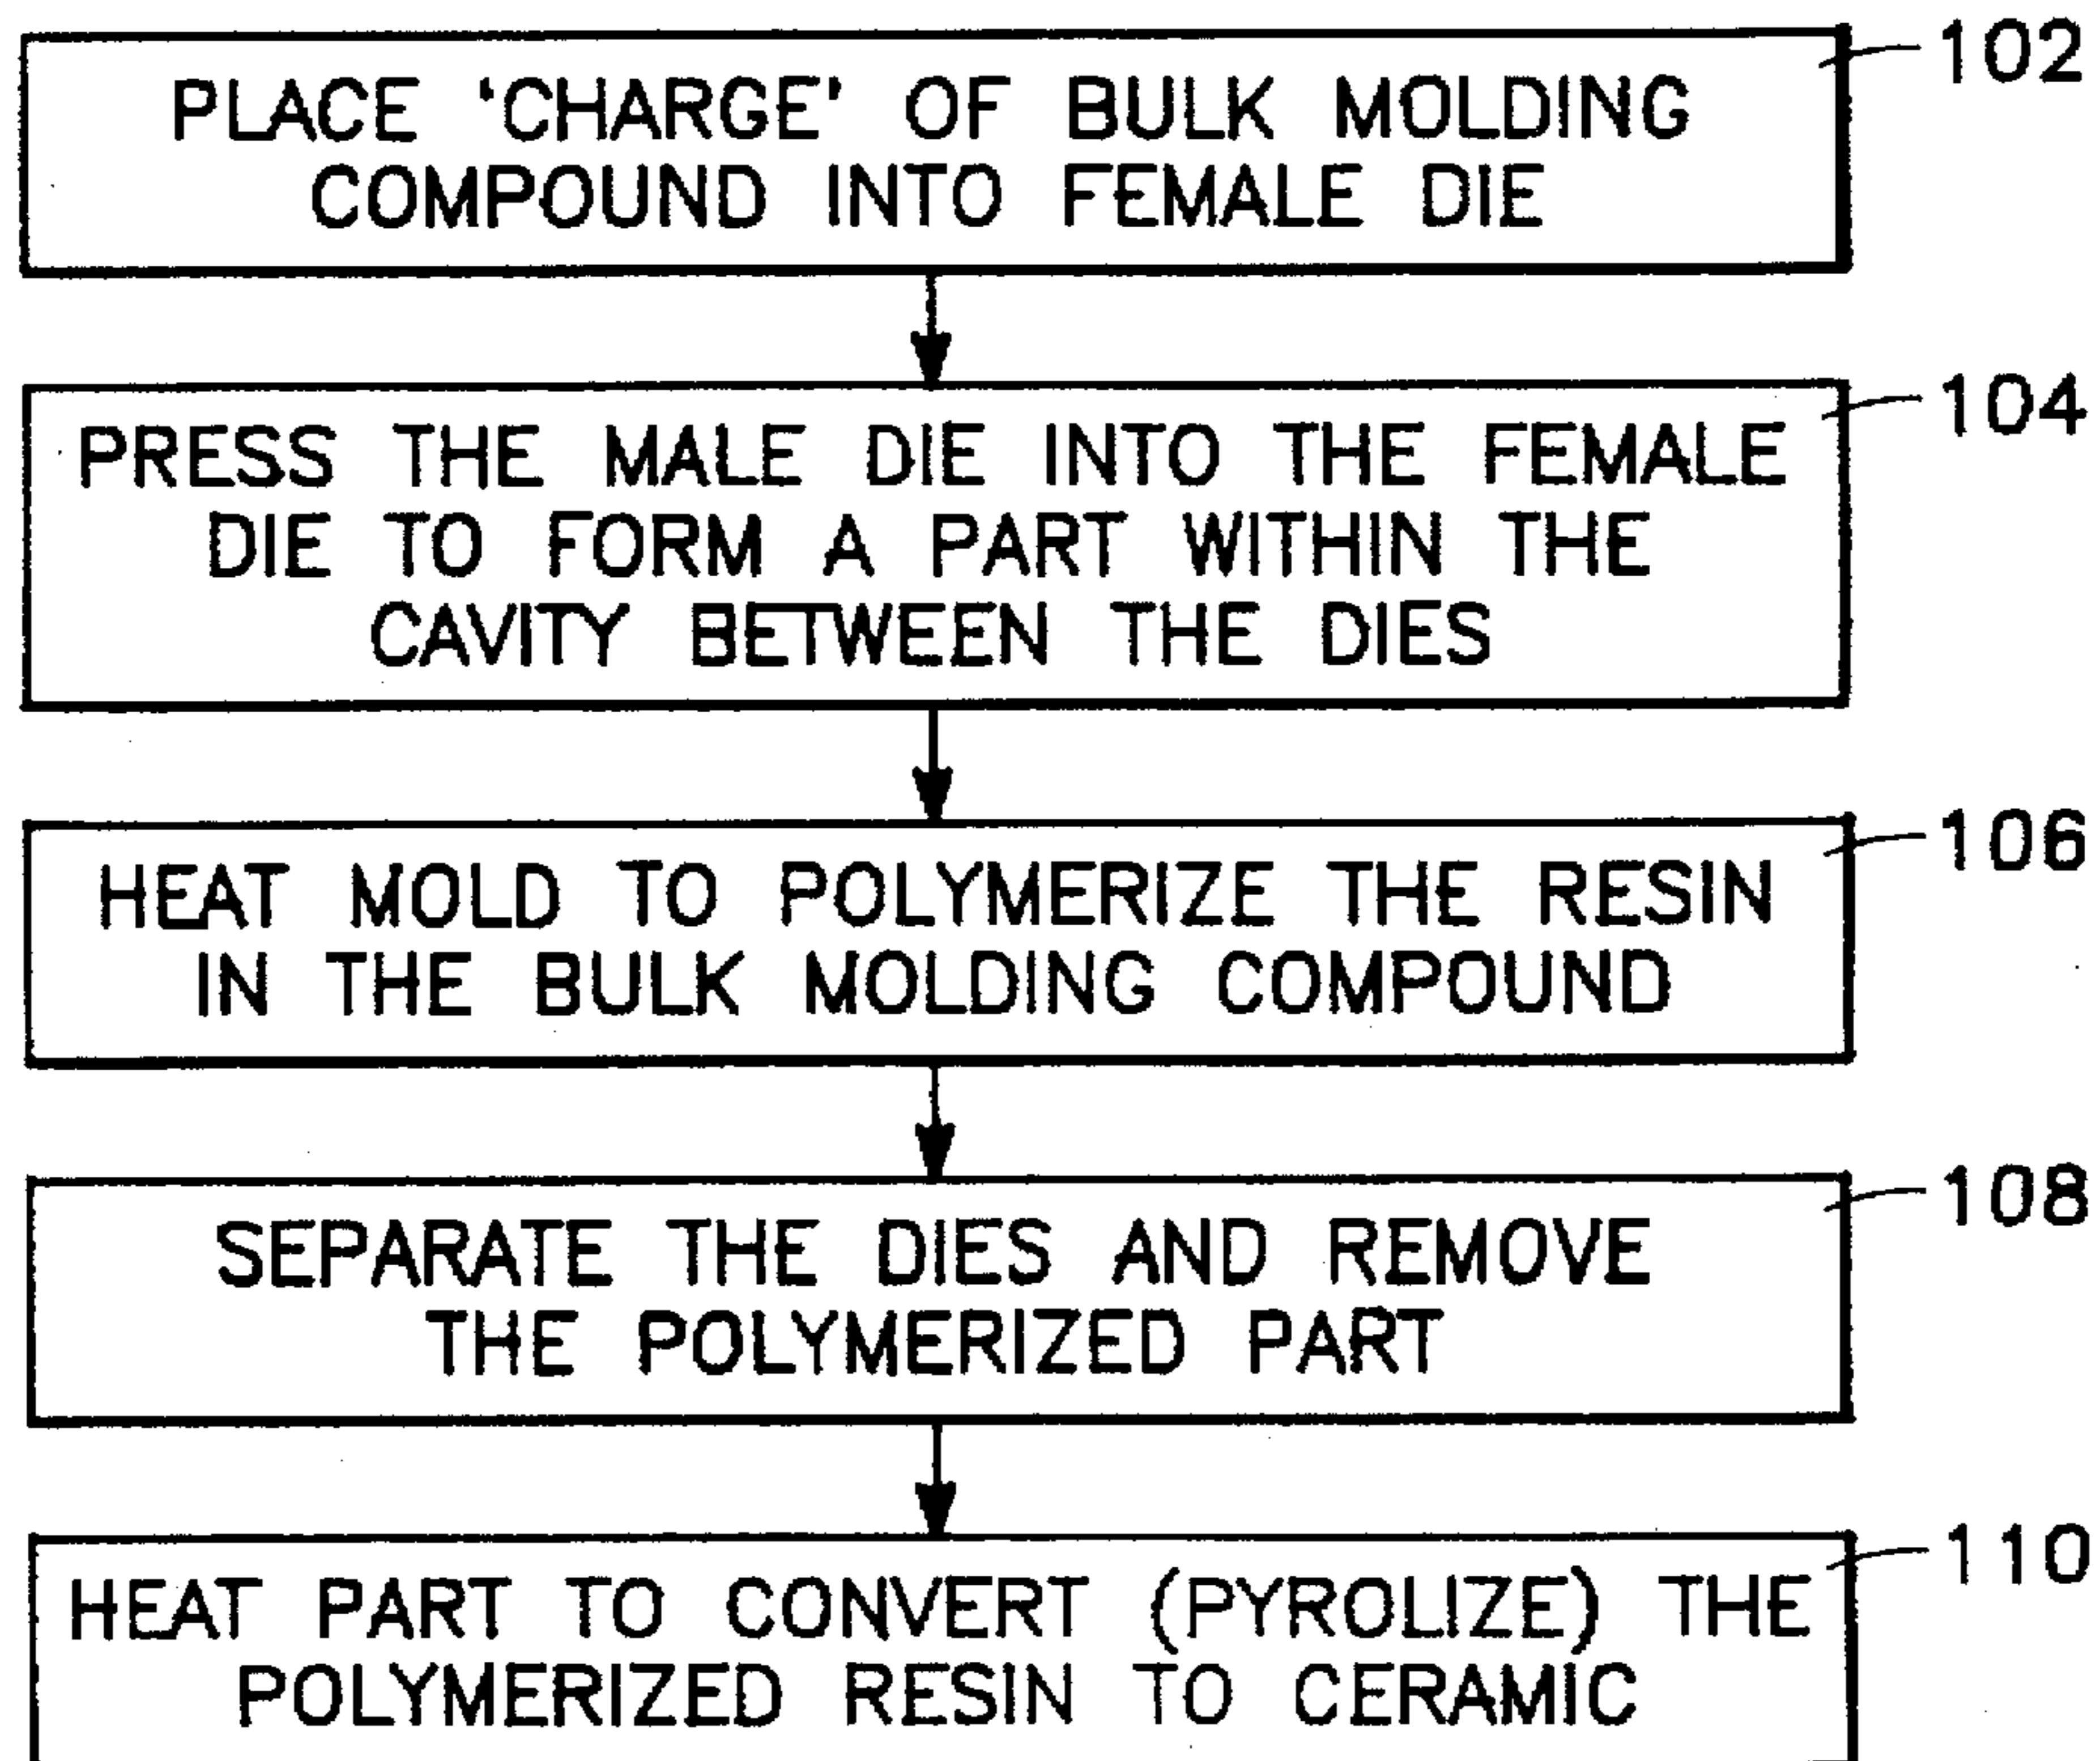 102
PLACE 'CHARGE' OF BULK MOLDING
COMPOUND INTO FEMALE DIE
104
PRESS THE MALE DIE INTO THE FEMALE
DIE TO FORM A PART WITHIN THE
CAVITY BETWEEN THE DIES
106
HEAT MOLD TO POLYMERIZE THE RESIN
IN THE BULK MOLDING COMPOUND
108
SEPARATE THE DIES AND REMOVE
THE POLYMERIZED PART
110
HEAT PART TO CONVERT (PYROLIZE) THE
POLYMERIZED RESIN TO CERAMIC